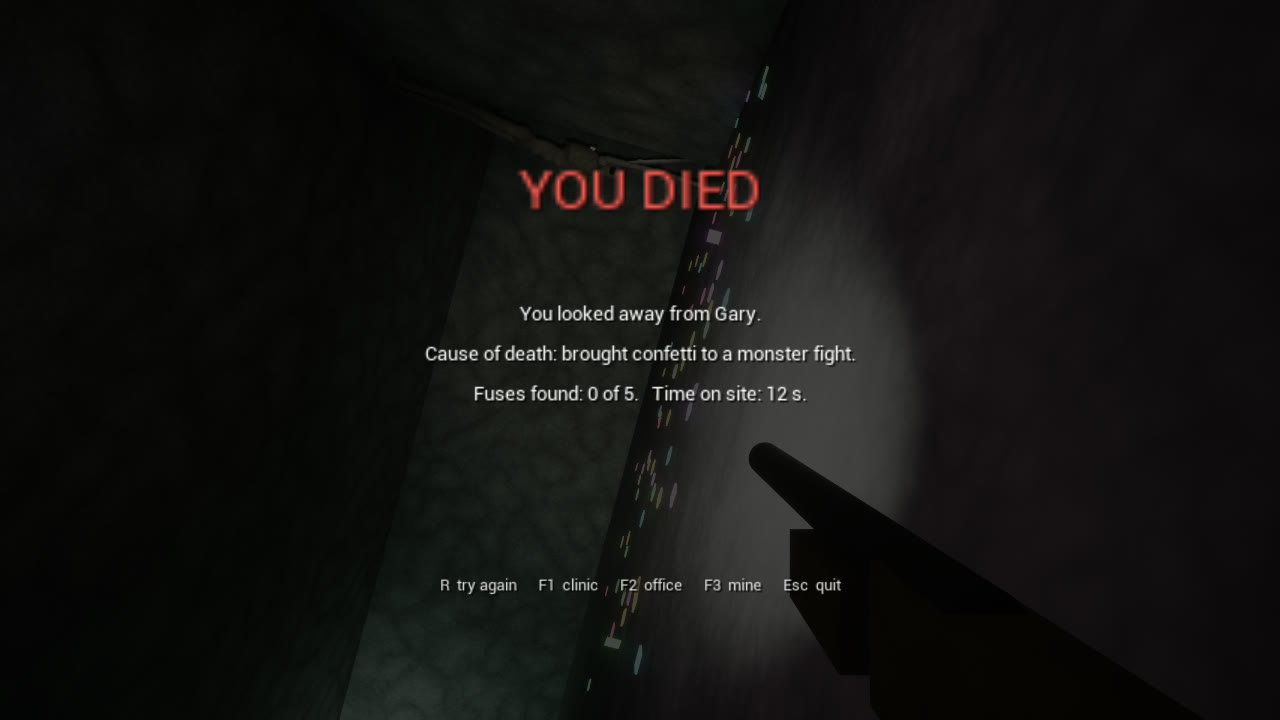 YOU DIED
You looked away from Gary.
Cause of death: brought confetti to a monster fight.
Fuses found: 0 of 5. Time on site: 12 s.
R try again F1 clinic F2 office F3 mine Esc quit